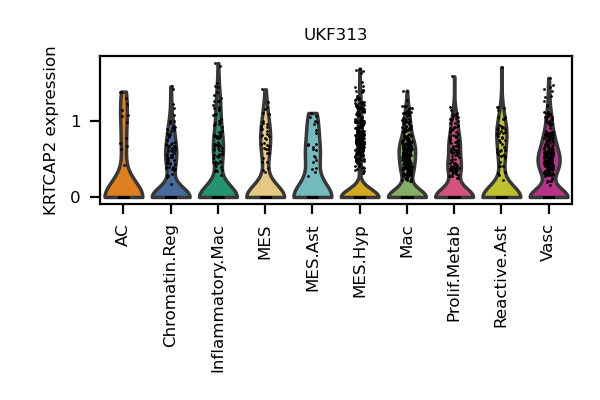 UKF313
KRTCAP2 expression
1
0
AC
Chromatin.Reg
Inflammatory.Mac
MES
MES.Ast
MES.Hyp
Mac
Prolif.Metab
Reactive.Ast
Vasc